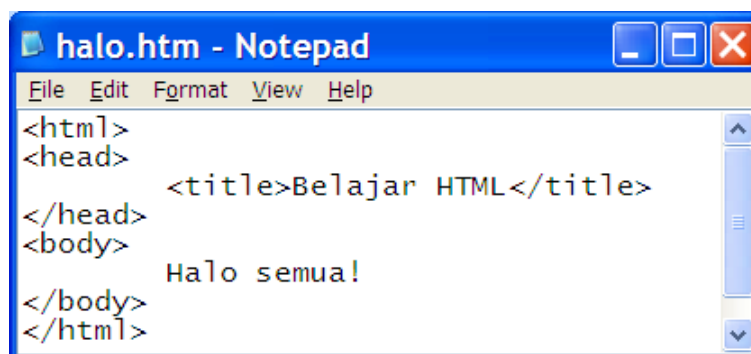 halo.htm - Notepad
File Edit Format View Help
<html>
<head>
<title>Belajar HTML</title>
</head>
<body>
Halo semua!
</body>
</html>